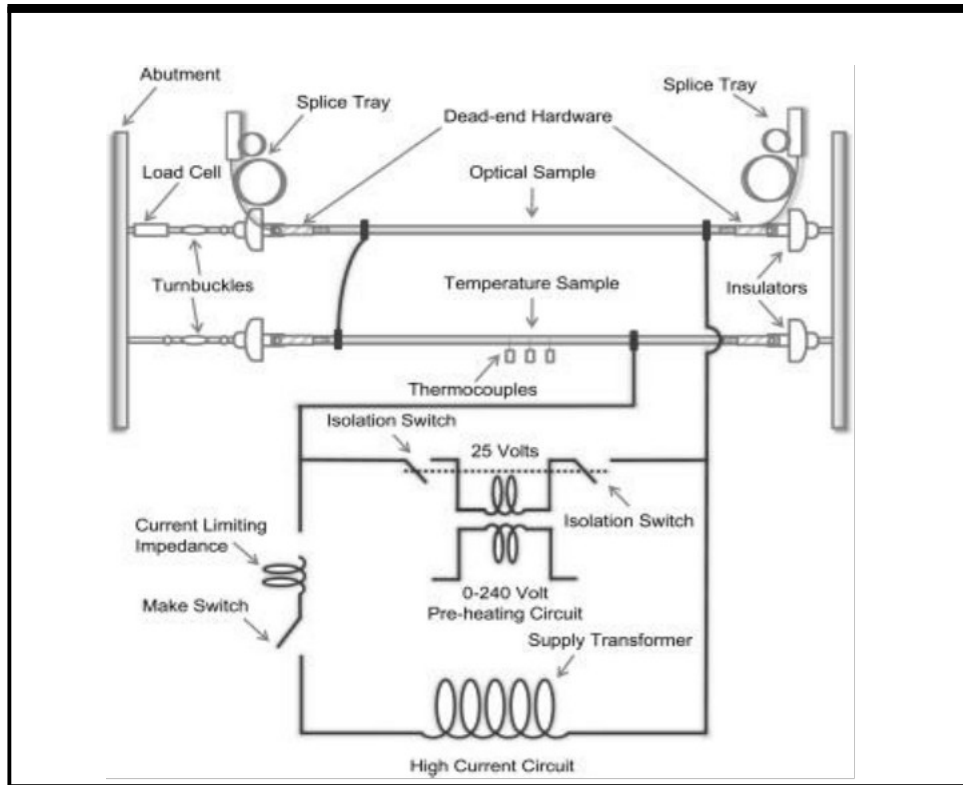 Abutment
Splice Tray
Splice Tray
Dead-end Hardware
Load Cell
Optical Sample
Turnbuckles
Temperature Sample
Insulators
Thermocouples
Isolation Switch
25 Volts
Isolation Switch
Current Limiting
Impedance
0-240 Volt
Pre-heating Circuit
Make Switch
Supply Transformer
High Current Circuit